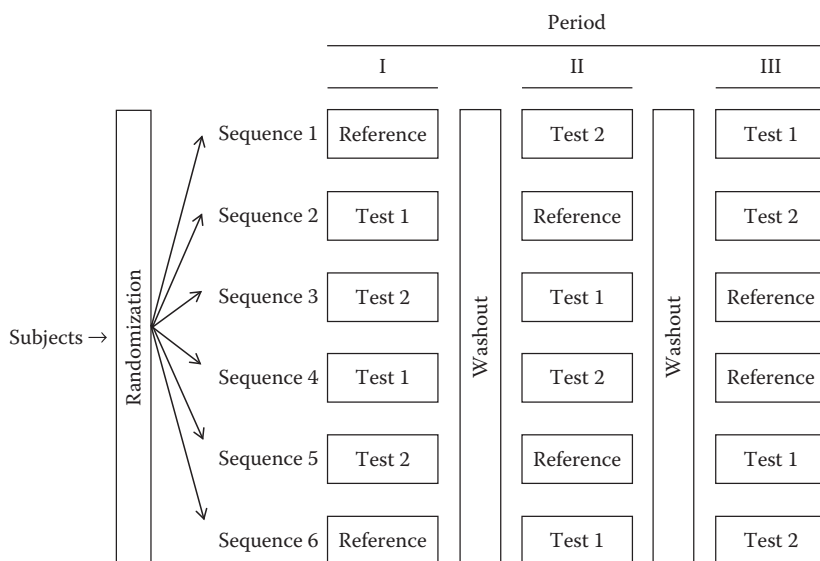 Period
I II III
Sequence 1 Reference Test 2 Test 1
Sequence 2 Test 1 Reference Test 2
Sequence 3 Test 2 Test 1 Reference
Subjects → Randomization Washout Washout
Sequence 4 Test 1 Test 2 Reference
Sequence 5 Test 2 Reference Test 1
Sequence 6 Reference Test 1 Test 2